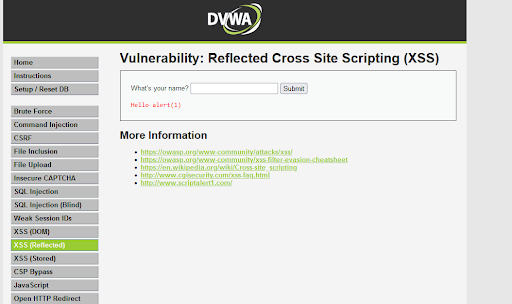 DVWA
Vulnerability: Reflected Cross Site Scripting (XSS)
Home
Instructions
Setup / Reset DB
Brute Force
Command Injection
CSRF
File Inclusion
File Upload
Insecure CAPTCHA
SQL Injection
SQL Injection (Blind)
Weak Session IDs
XSS (DOM)
XSS (Reflected)
XSS (Stored)
CSP Bypass
JavaScript
Open HTTP Redirect
What's your name? Submit
Hello alert(1)
More Information
https://owasp.org/www-community/attacks/xss/
https://owasp.org/www-community/xss-filter-evasion-cheatsheet
https://en.wikipedia.org/wiki/Cross-site_scripting
http://www.cgisecurity.com/xss-faq.html
http://www.scriptalert1.com/